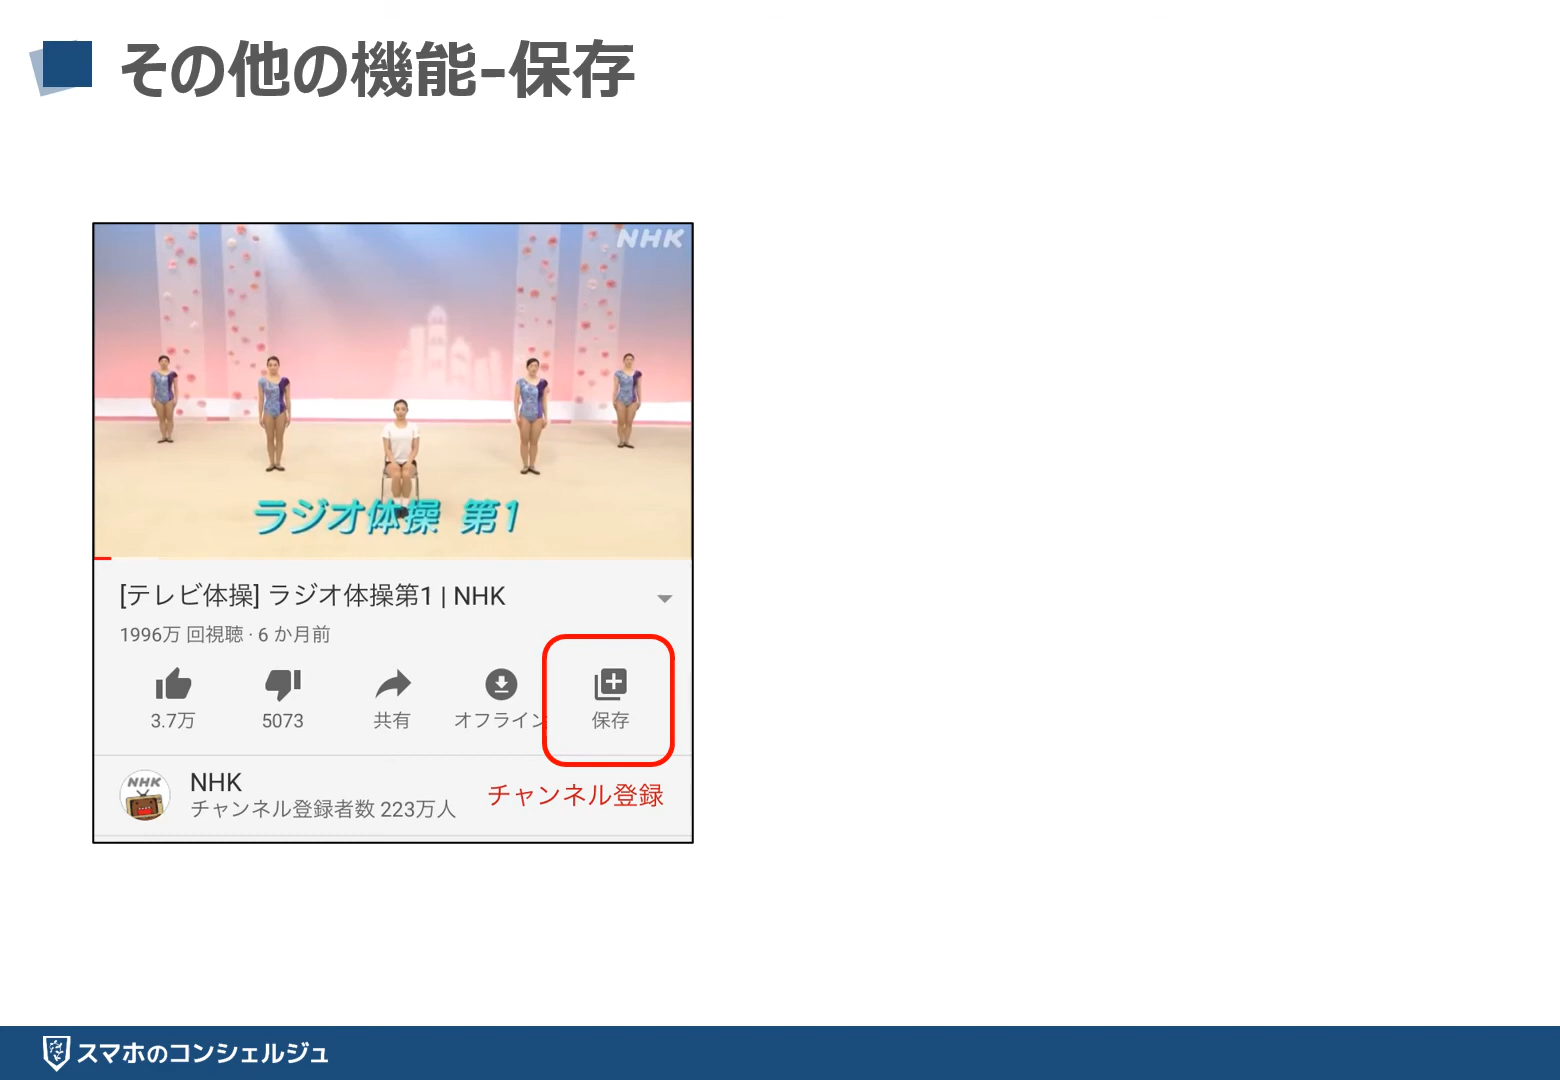 その他の機能-保存
NHK
ラジオ体操 第1
[テレビ体操] ラジオ体操第1 | NHK
1996万 回視聴 · 6 か月前
3.7万
5073
共有
オフライン
保存
NHK
NHK
チャンネル登録者数 223万人
チャンネル登録
スマホのコンシェルジュ